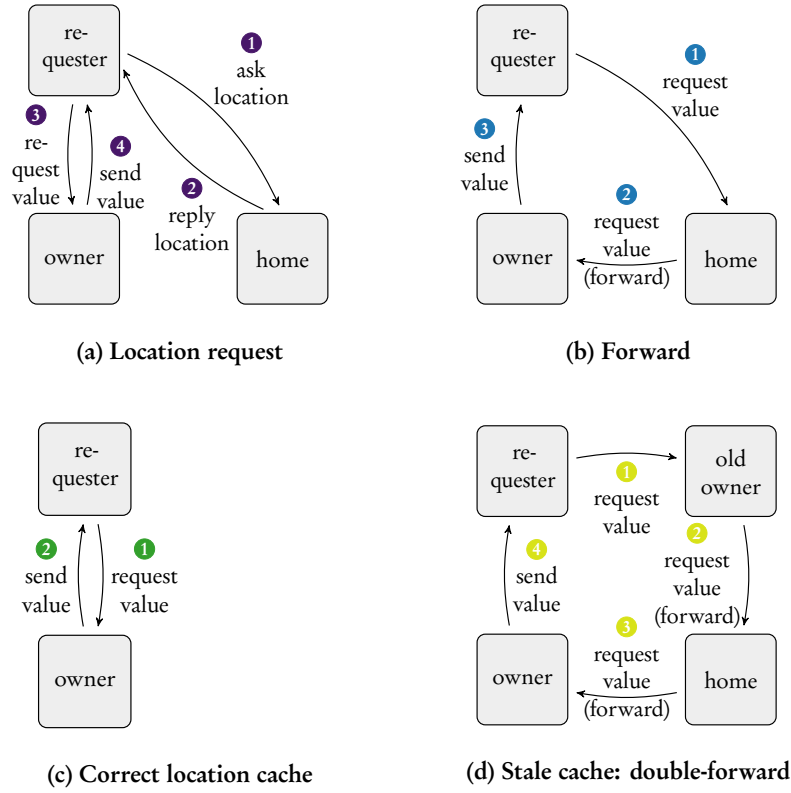 re-
quester
1
ask
location
3
re-
quest
value
4
send
value
2
reply
location
owner
home
(a) Location request
re-
quester
1
request
value
3
send
value
2
request
value
(forward)
owner
home
(b) Forward
re-
quester
2
send
value
1
request
value
owner
(c) Correct location cache
re-
quester
old
owner
1
request
value
2
request
value
(forward)
4
send
value
3
request
value
(forward)
owner
home
(d) Stale cache: double-forward